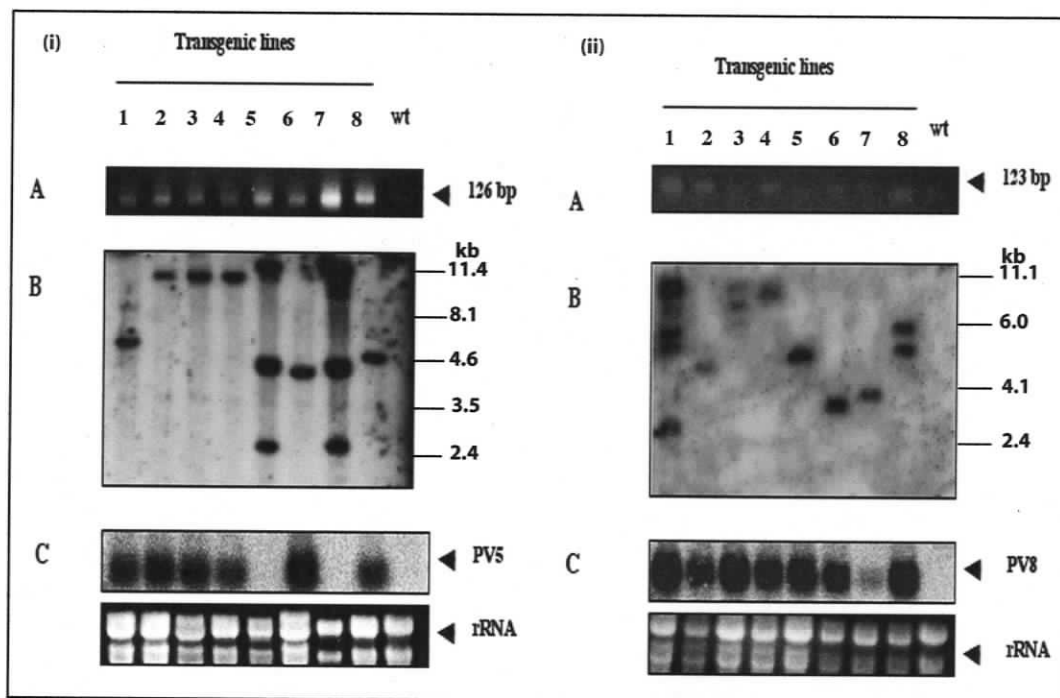 (i)
Transgenic lines
1 2 3 4 5 6 7 8 wt
A
126 bp
B
kb
11.4
8.1
4.6
3.5
2.4
C
PV5
rRNA
(ii)
Transgenic lines
1 2 3 4 5 6 7 8 wt
A
123 bp
B
kb
11.1
6.0
4.1
2.4
C
PV8
rRNA